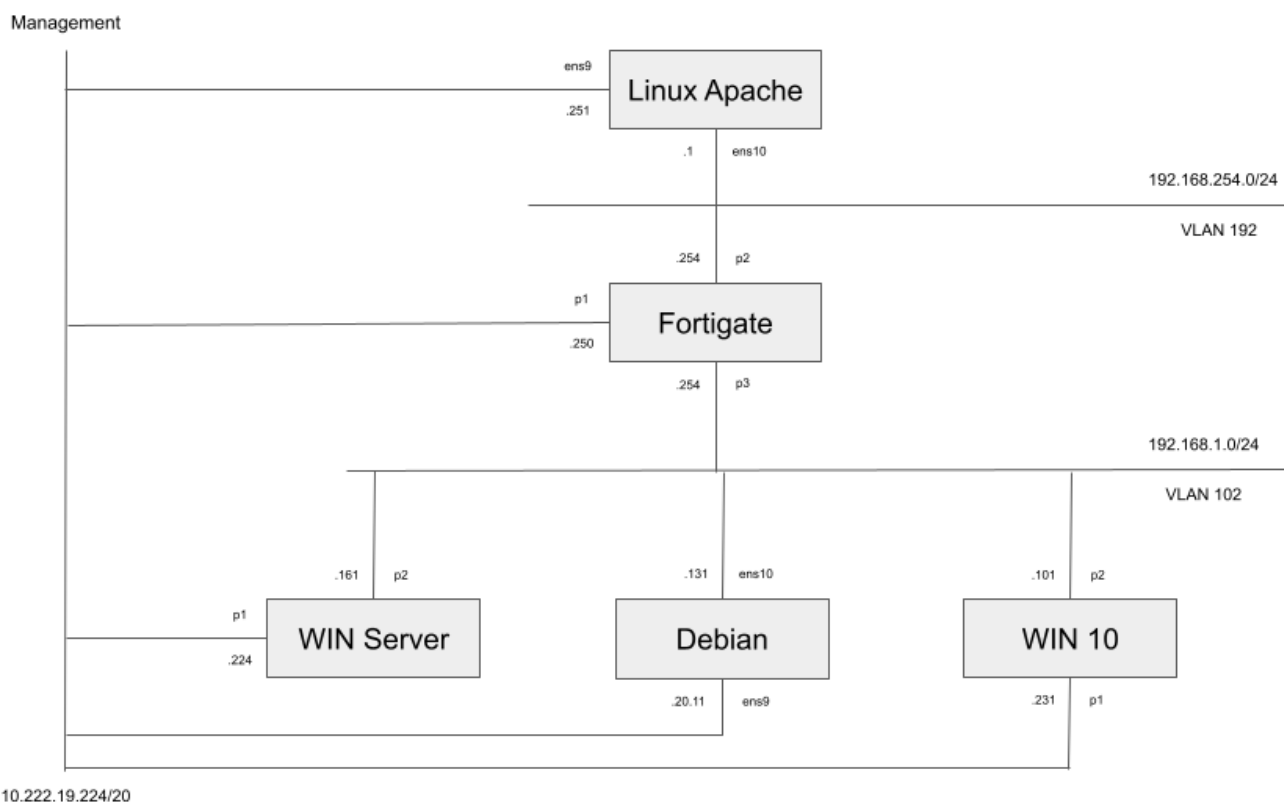 Management
ens9
Linux Apache
.251
.1 ens10
192.168.254.0/24
VLAN 192
.254 p2
p1
Fortigate
.250
.254 p3
192.168.1.0/24
VLAN 102
.161 p2
.131 ens10
.101 p2
p1
WIN Server
Debian
WIN 10
.224
.20.11 ens9
.231 p1
10.222.19.224/20